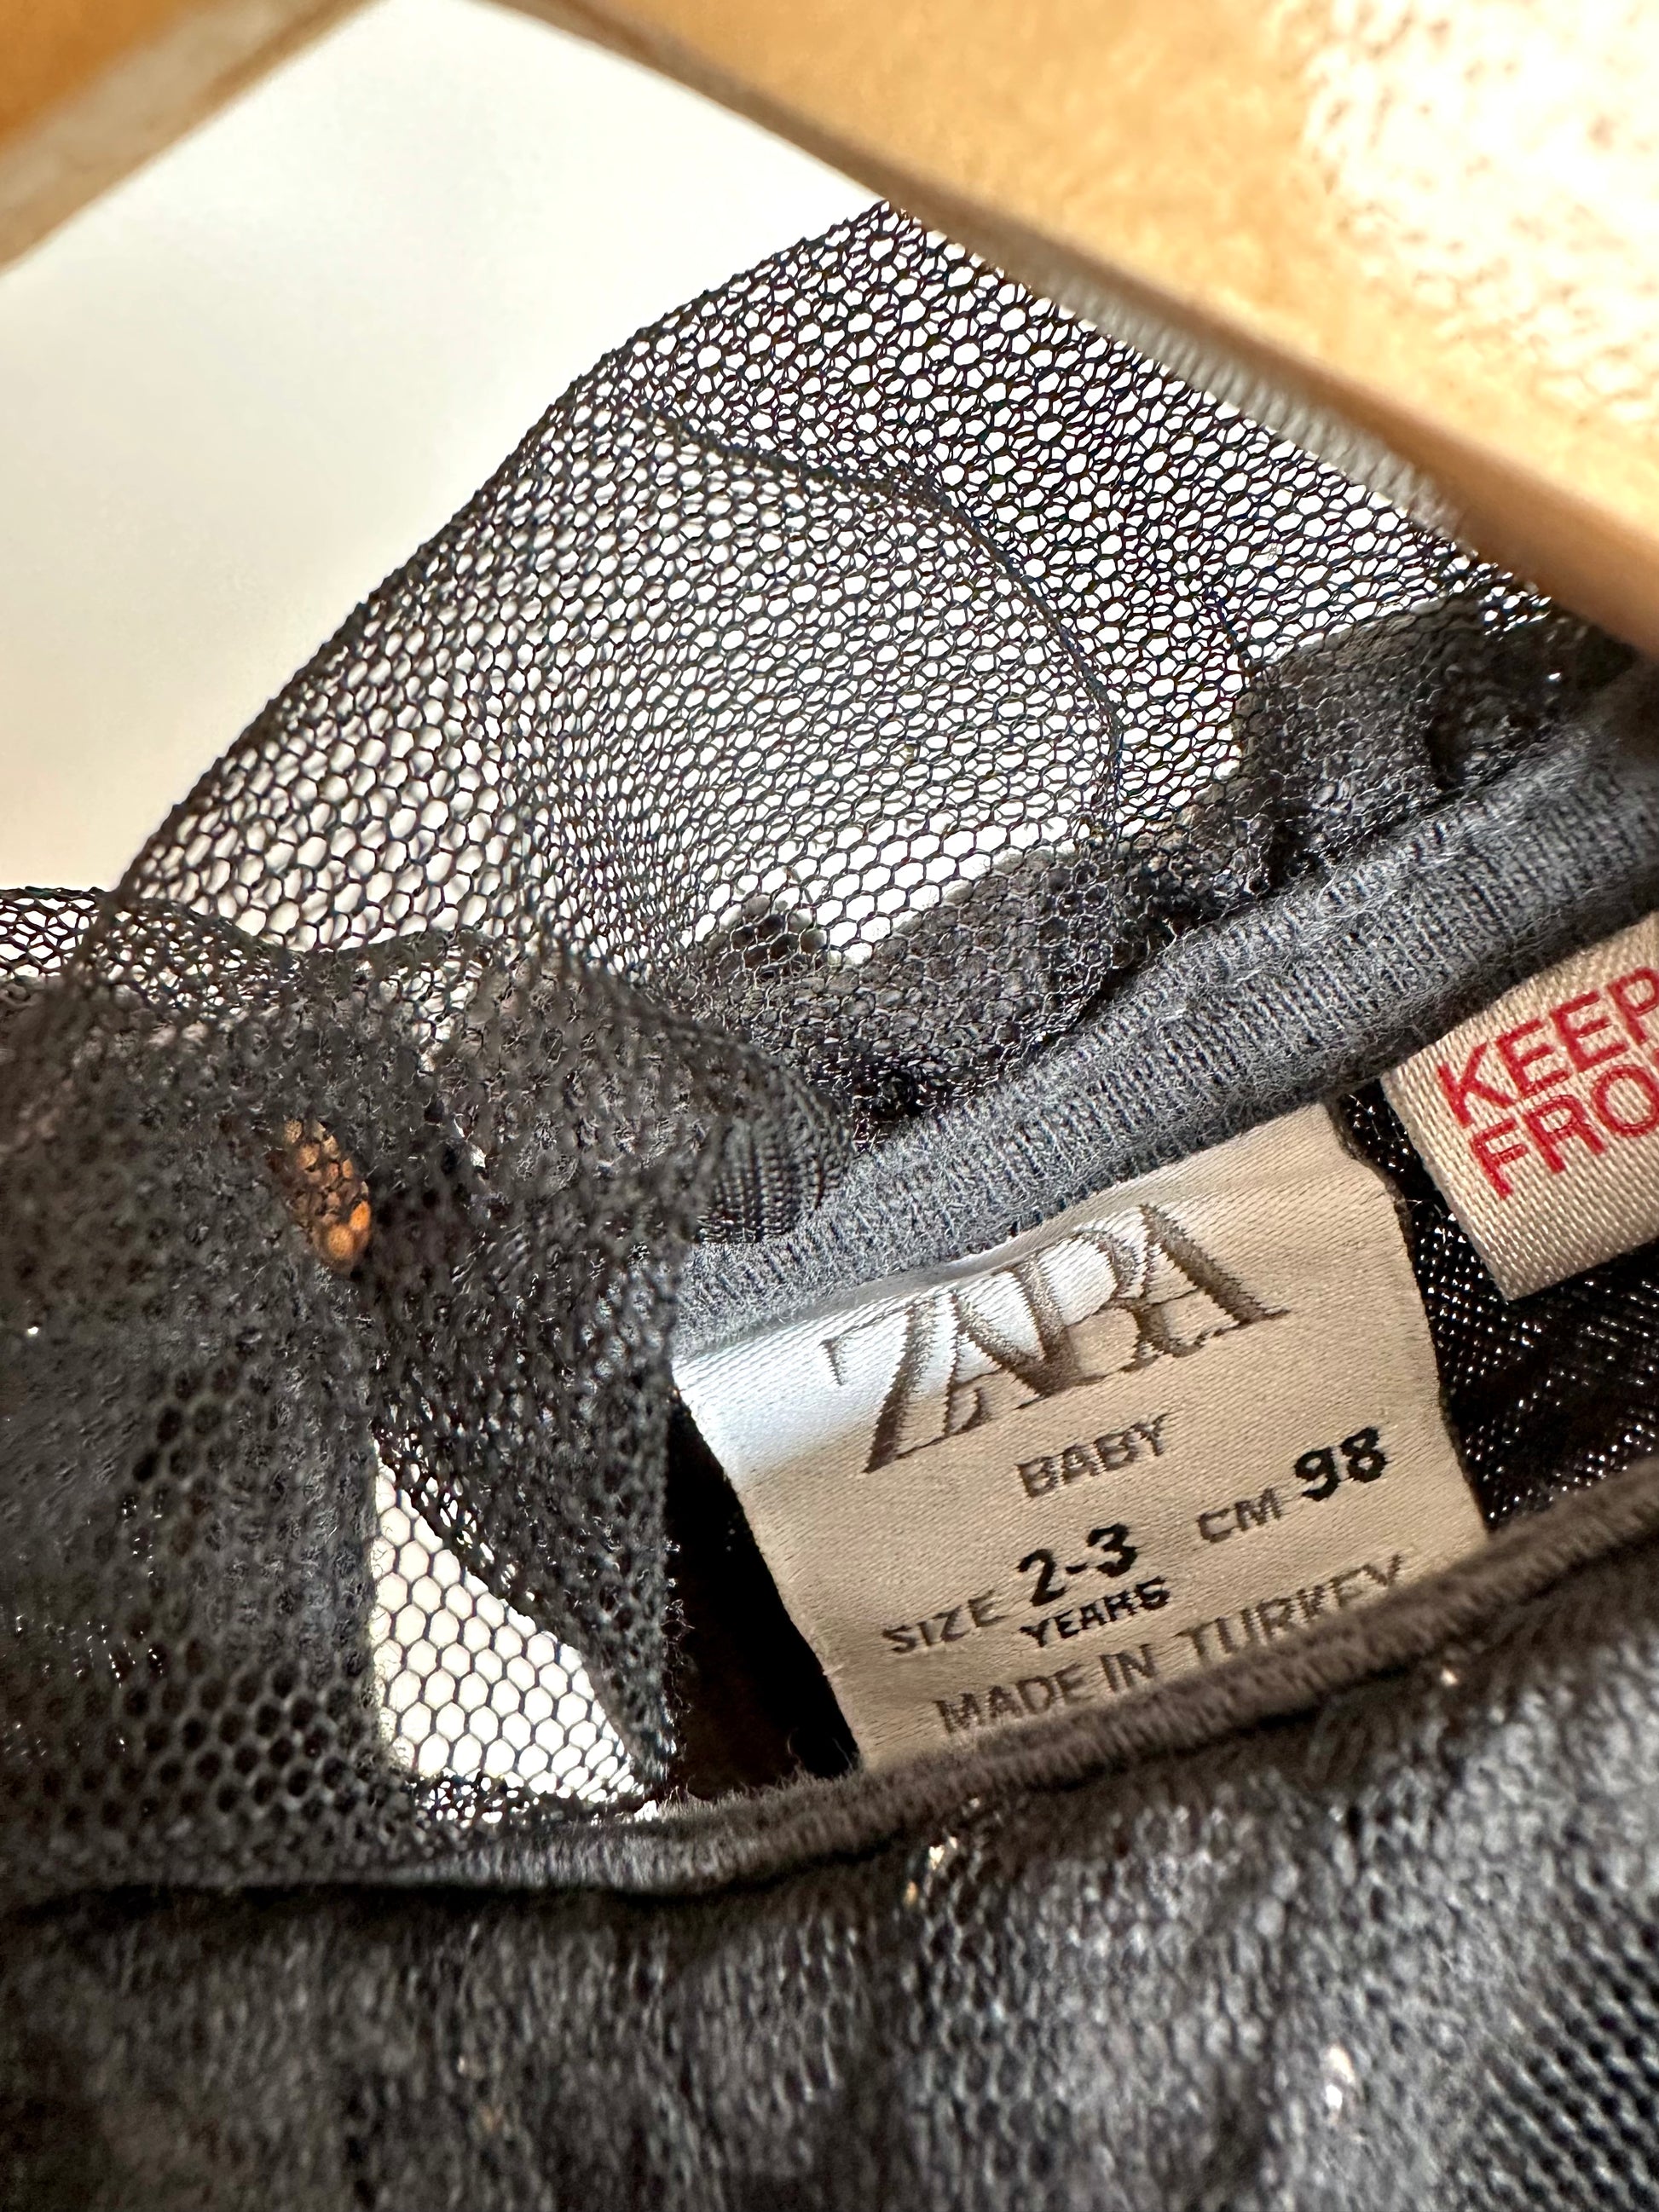 ZARA
BABY
SIZE 2-3 CM 98
YEARS
MADE IN TURKEY
KEEP
FRO